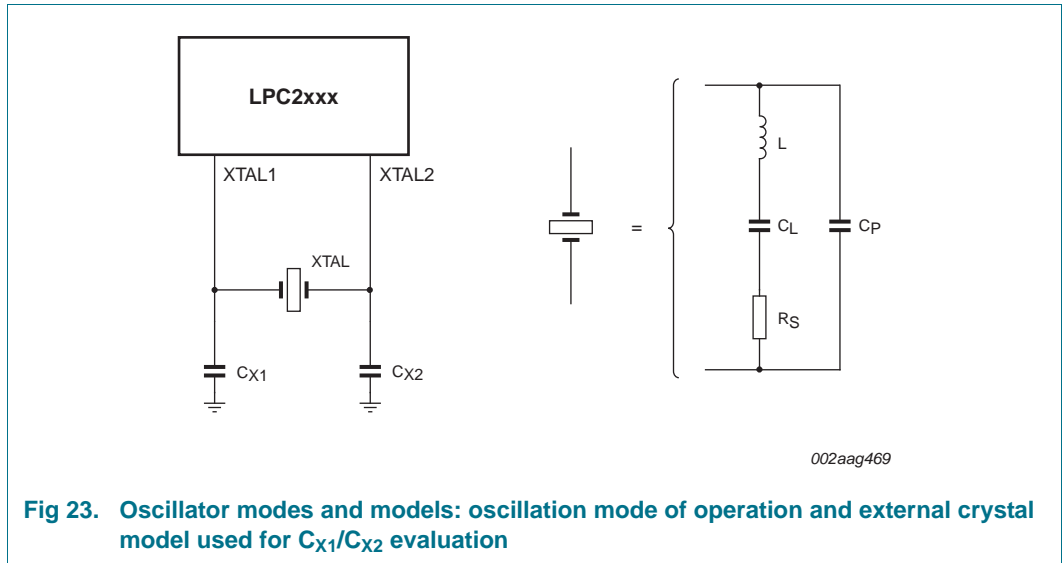 LPC2xxx
XTAL1
XTAL2
XTAL
CX1
CX2
=
L
CL
CP
RS
002aag469
Fig 23. Oscillator modes and models: oscillation mode of operation and external crystal
model used for CX1/CX2 evaluation